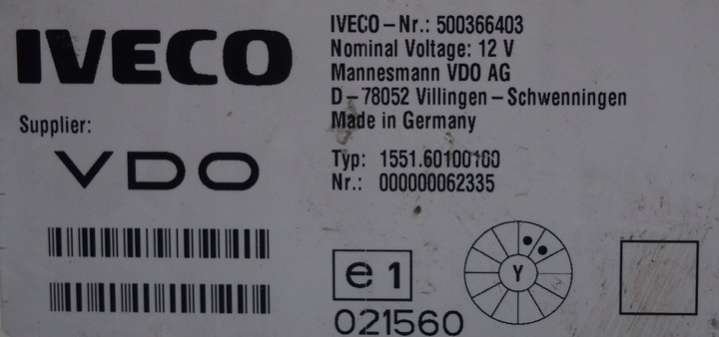 IVECO
Supplier:
VDO
IVECO-Nr.: 500366403
Nominal Voltage: 12 V
Mannesmann VDO AG
D-78052 Villingen-Schwenningen
Made in Germany
Typ: 1551.60100100
Nr.: 000000062335
e1
021560
Y